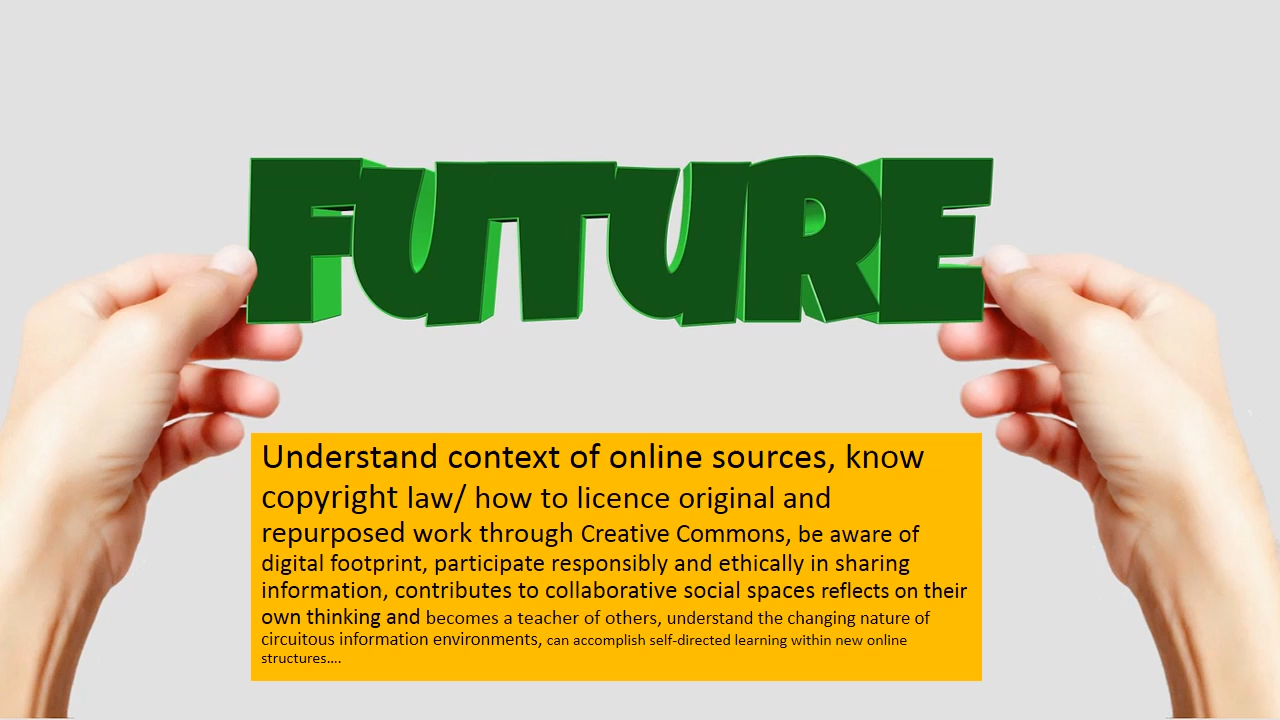 FUTURE
Understand context of online sources, know
copyright law/ how to licence original and
repurposed work through Creative Commons, be aware of
digital footprint, participate responsibly and ethically in sharing
information, contributes to collaborative social spaces reflects on their
own thinking and becomes a teacher of others, understand the changing nature of
circuitous information environments, can accomplish self-directed learning within new online
structures....